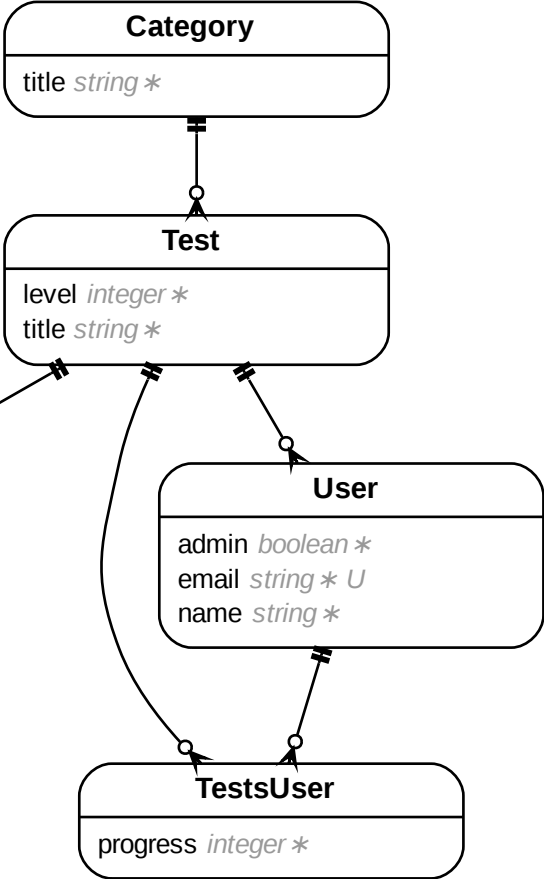 Category
title string ∗
Test
level integer ∗
title string ∗
User
admin boolean ∗
email string ∗ U
name string ∗
TestsUser
progress integer ∗